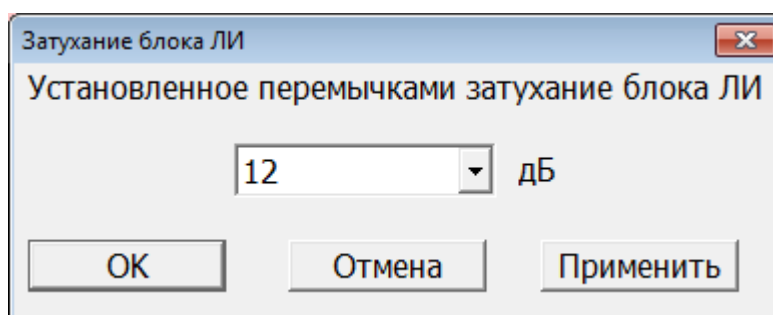 Затухание блока ЛИ
Установленное перемычками затухание блока ЛИ
12 дБ
OK Отмена Применить